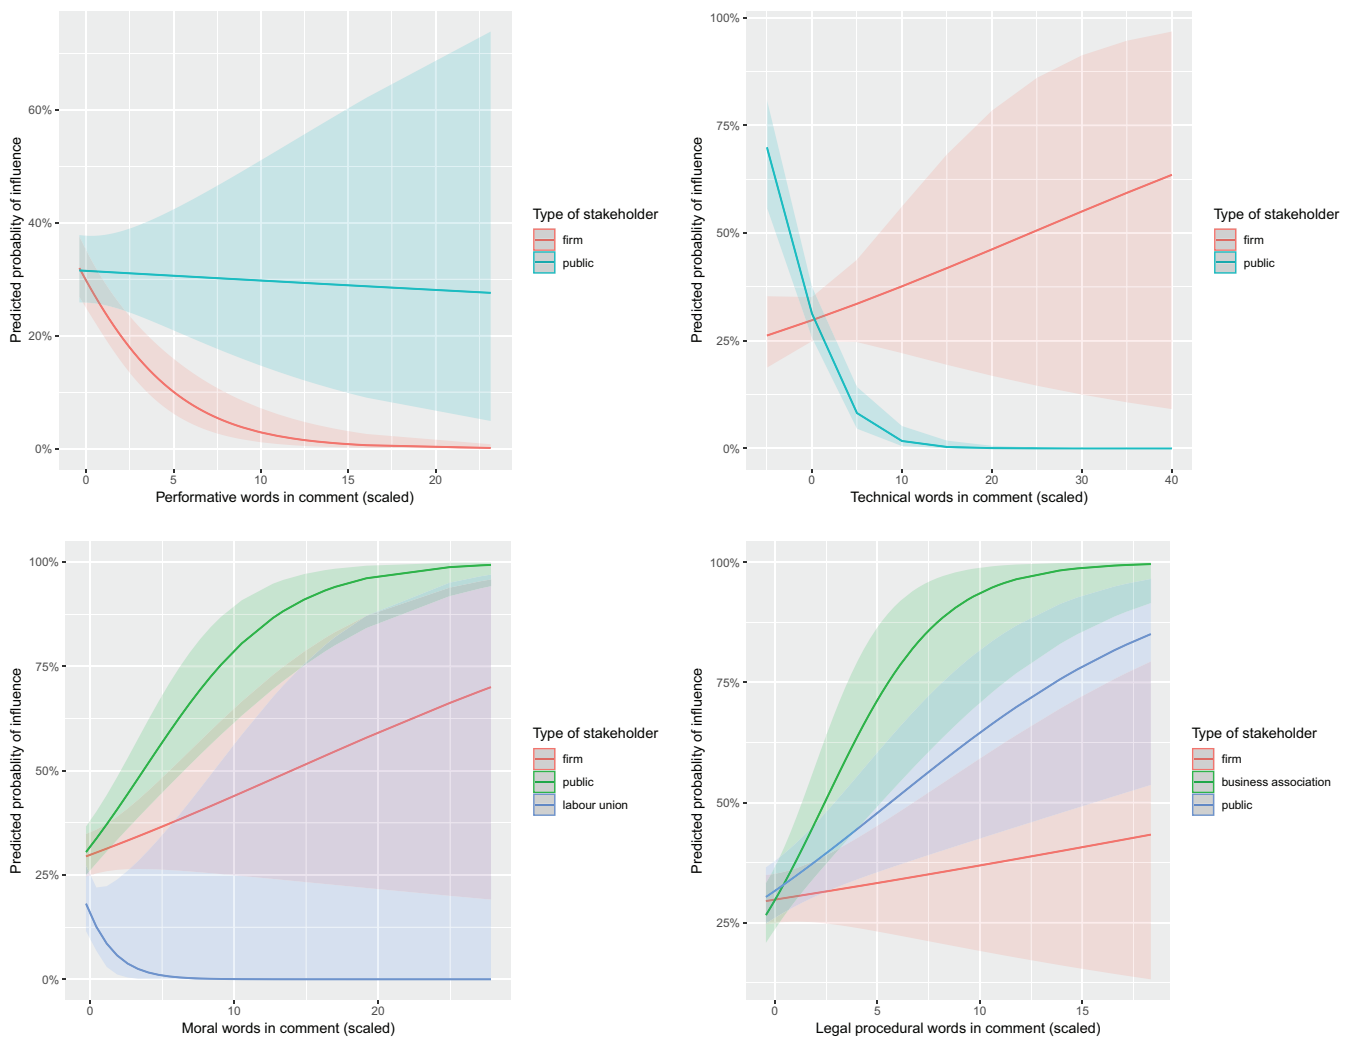 60%
40%
20%
0%
Predicted probablity of influence
0 5 10 15 20
Performative words in comment (scaled)
Type of stakeholder
firm
public
100%
75%
50%
25%
0%
Predicted probablity of influence
0 10 20 30 40
Technical words in comment (scaled)
Type of stakeholder
firm
public
100%
75%
50%
25%
0%
Predicted probablity of influence
0 10 20
Moral words in comment (scaled)
Type of stakeholder
firm
public
labour union
100%
75%
50%
25%
Predicted probablity of influence
0 5 10 15
Legal procedural words in comment (scaled)
Type of stakeholder
firm
business association
public